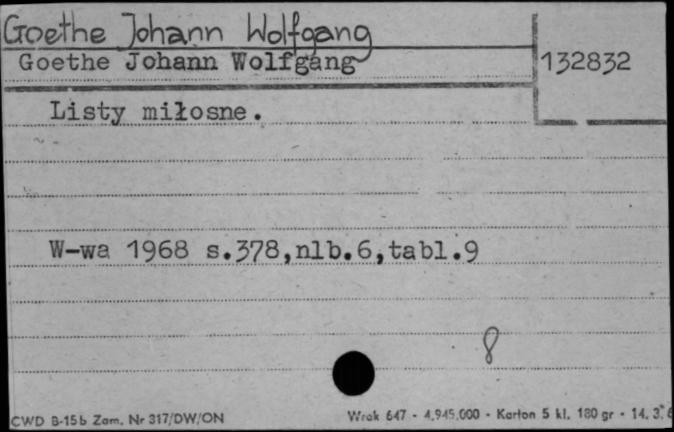 Goethe Johann Wolfgang
Goethe Johann Wolfgang
132832
Listy miłosne.
W-wa 1968 s.378,nlb.6,tabl.9
8
CWD B-15b Zam. Nr 317/DW/ON
Wrak 647 - 4.945.000 - Karton 5 kl. 180 gr - 14. 3.